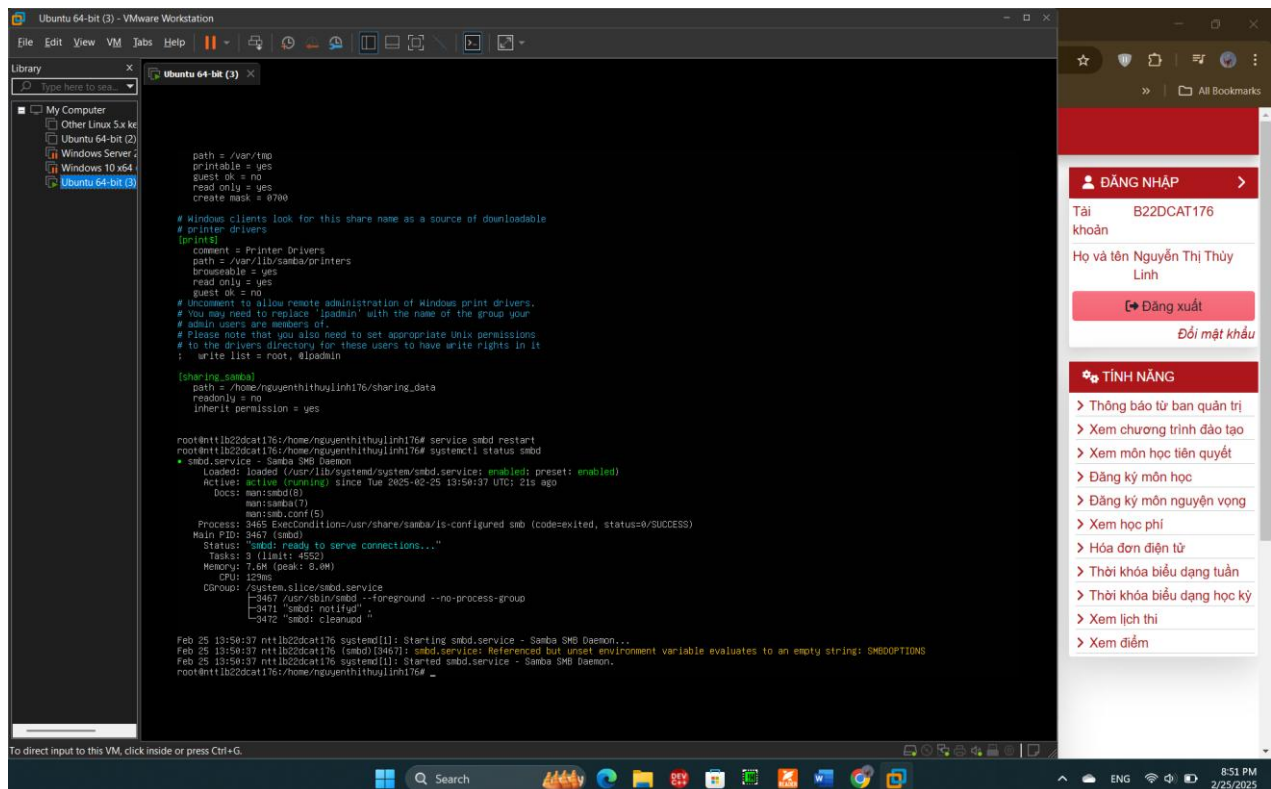 Ubuntu 64-bit (3) - VMware Workstation
File Edit View VM Tabs Help
Library
Type here to sea...
My Computer
Other Linux 5.x ke
Ubuntu 64-bit (2)
Windows Server 2
Windows 10 x64
Ubuntu 64-bit (3)
Ubuntu 64-bit (3)
path = /var/tmp
printable = yes
guest ok = no
read only = yes
create mask = 0700
# Windows clients look for this share name as a source of downloadable
# printer drivers
[print$]
comment = Printer Drivers
path = /var/lib/samba/printers
browseable = yes
read only = yes
guest ok = no
# Uncomment to allow remote administration of Windows print drivers.
# You may need to replace 'lpadmin' with the name of the group your
# admin users are members of.
# Please note that you also need to set appropriate Unix permissions
# to the drivers directory for these users to have write rights in it
; write list = root, @lpadmin
[sharing_samba]
path = /home/nguyenthithuylinh176/sharing_data
readonly = no
inherit permission = yes
root@nttlb22dcat176:/home/nguyenthithuylinh176# service smbd restart
root@nttlb22dcat176:/home/nguyenthithuylinh176# systemctl status smbd
● smbd.service - Samba SMB Daemon
Loaded: loaded (/usr/lib/systemd/system/smbd.service; enabled; preset: enabled)
Active: active (running) since Tue 2025-02-25 13:50:37 UTC; 21s ago
Docs: man:smbd(8)
man:samba(7)
man:smb.conf(5)
Process: 3465 ExecCondition=/usr/share/samba/is-configured smb (code=exited, status=0/SUCCESS)
Main PID: 3467 (smbd)
Status: "smbd: ready to serve connections..."
Tasks: 3 (limit: 4552)
Memory: 7.6M (peak: 8.0M)
CPU: 129ms
CGroup: /system.slice/smbd.service
├─3467 /usr/sbin/smbd --foreground --no-process-group
├─3471 "smbd: notifyd" .
└─3472 "smbd: cleanupd "
Feb 25 13:50:37 nttlb22dcat176 systemd[1]: Starting smbd.service - Samba SMB Daemon...
Feb 25 13:50:37 nttlb22dcat176 (smbd)[3467]: smbd.service: Referenced but unset environment variable evaluates to an empty string: SMBDOPTIONS
Feb 25 13:50:37 nttlb22dcat176 systemd[1]: Started smbd.service - Samba SMB Daemon.
root@nttlb22dcat176:/home/nguyenthithuylinh176# _
To direct input to this VM, click inside or press Ctrl+G.
» All Bookmarks
ĐĂNG NHẬP
Tài khoản B22DCAT176
Họ và tên Nguyễn Thị Thùy
Linh
Đăng xuất
Đổi mật khẩu
TÍNH NĂNG
Thông báo từ ban quản trị
Xem chương trình đào tạo
Xem môn học tiên quyết
Đăng ký môn học
Đăng ký môn nguyện vọng
Xem học phí
Hóa đơn điện tử
Thời khóa biểu dạng tuần
Thời khóa biểu dạng học kỳ
Xem lịch thi
Xem điểm
Search
ENG
8:51 PM
2/25/2025